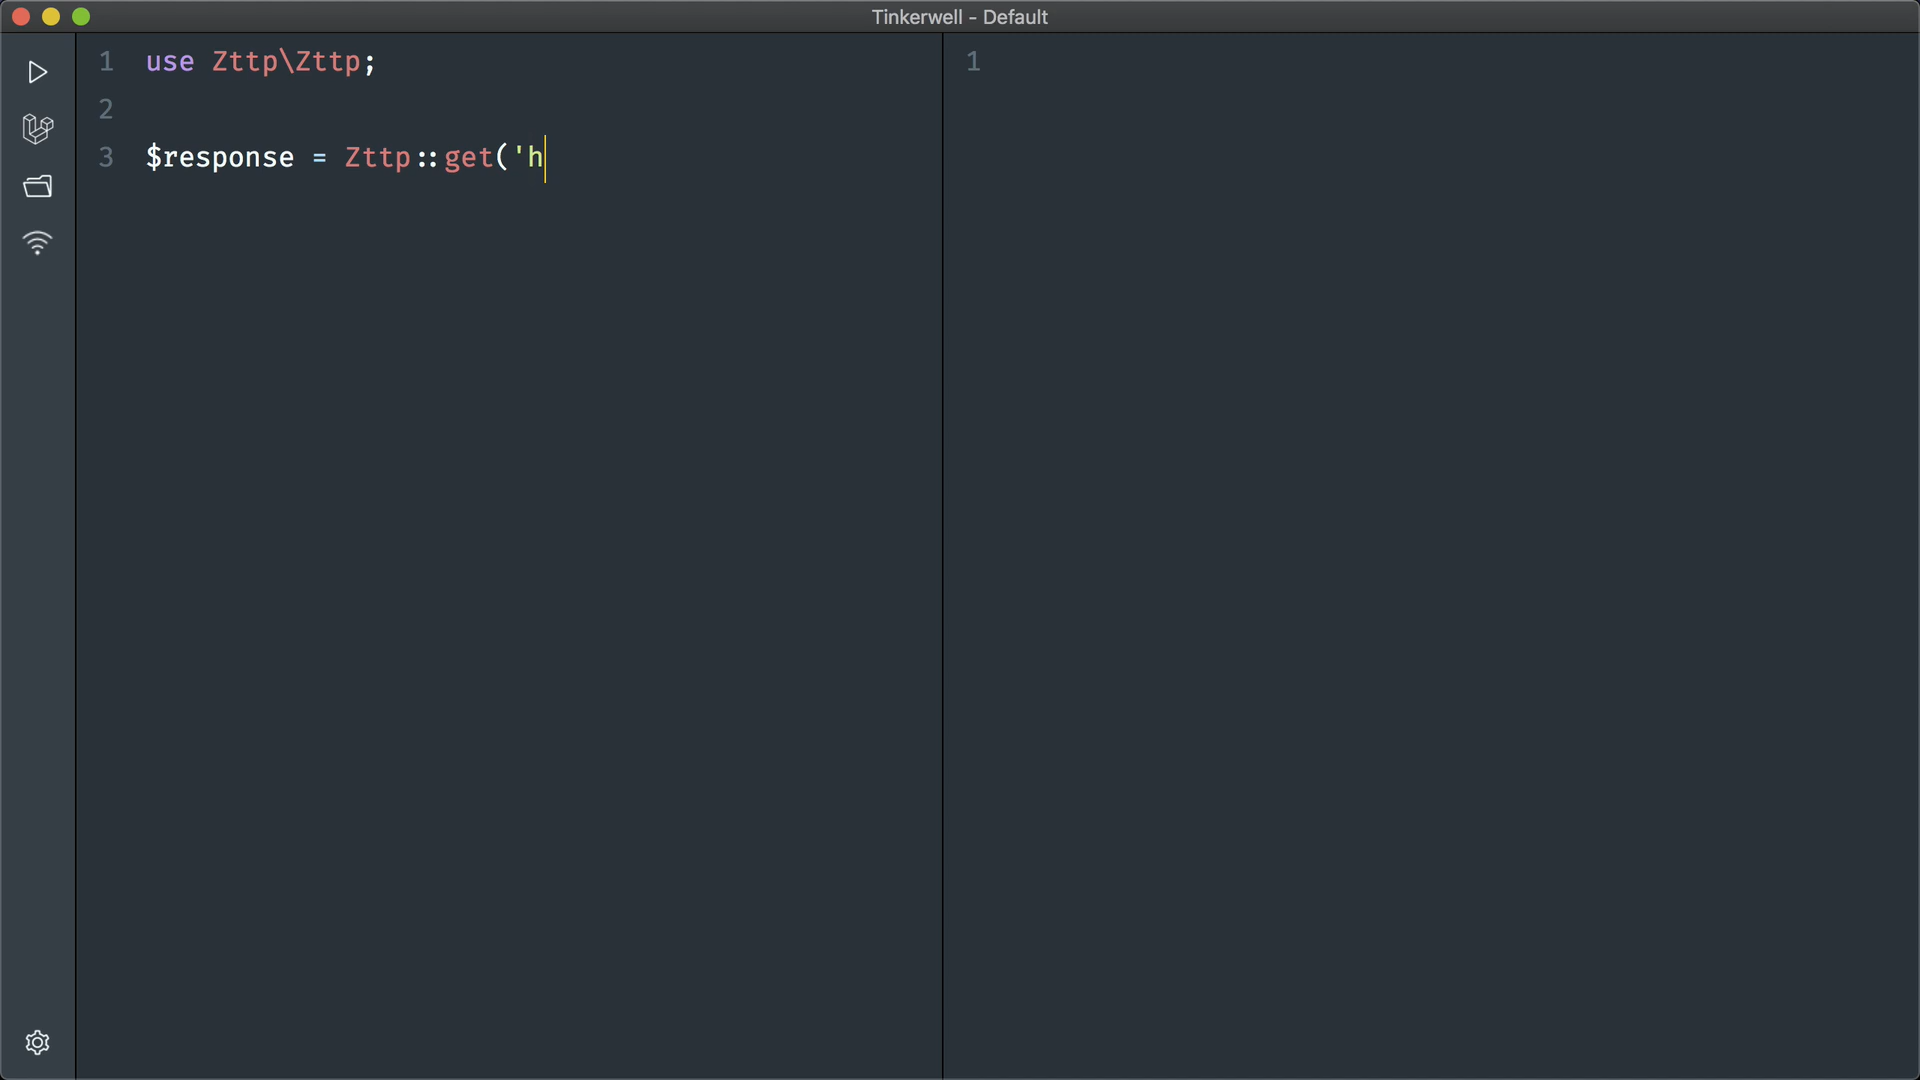 Tinkerwell - Default
1 use Zttp\Zttp;
2
3 $response = Zttp::get('h
1